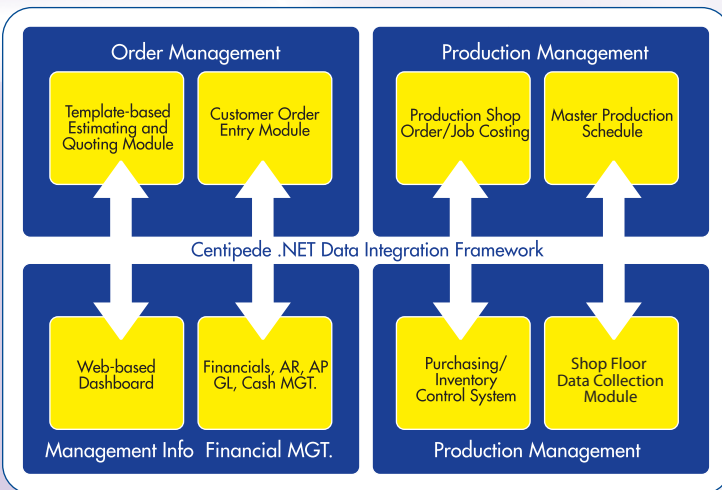 Order Management
Template-based
Estimating and
Quoting Module
Customer Order
Entry Module
Production Management
Production Shop
Order/Job Costing
Master Production
Schedule
Centipede .NET Data Integration Framework
Web-based
Dashboard
Financials, AR, AP
GL, Cash MGT.
Management Info
Financial MGT.
Purchasing/
Inventory
Control System
Shop Floor
Data Collection
Module
Production Management